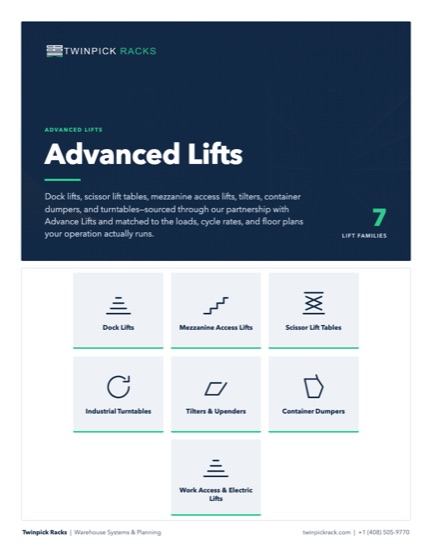 TWINPICK RACKS
ADVANCED LIFTS
Advanced Lifts
Dock lifts, scissor lift tables, mezzanine access lifts, tilters, container
dumpers, and turntables—sourced through our partnership with
Advance Lifts and matched to the loads, cycle rates, and floor plans
your operation actually runs.
7
LIFT FAMILIES
Dock Lifts
Mezzanine Access Lifts
Scissor Lift Tables
Industrial Turntables
Tilters & Upenders
Container Dumpers
Work Access & Electric
Lifts
Twinpick Racks | Warehouse Systems & Planning
twinpickrack.com | +1 (408) 505-9770